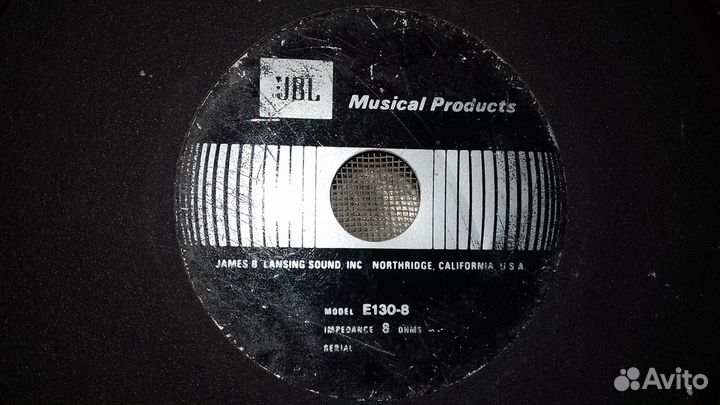 JBL
Musical Products
JAMES B LANSING SOUND, INC NORTHRIDGE, CALIFORNIA, U S A
MODEL E130-8
IMPEDANCE 8 OHMS
SERIAL
Avito